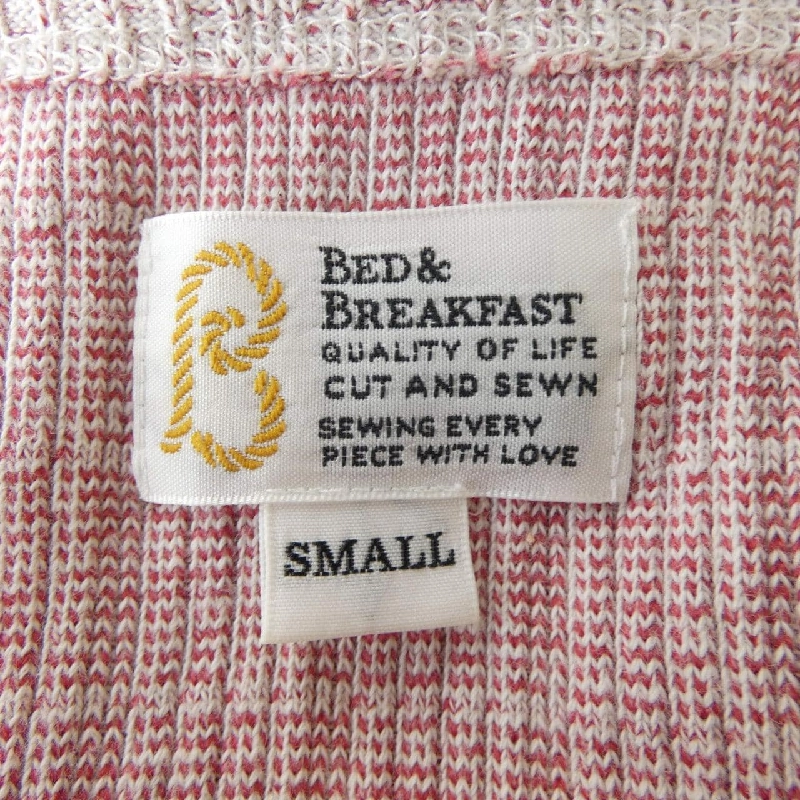 B
BED &
BREAKFAST
QUALITY OF LIFE
CUT AND SEWN
SEWING EVERY
PIECE WITH LOVE
SMALL